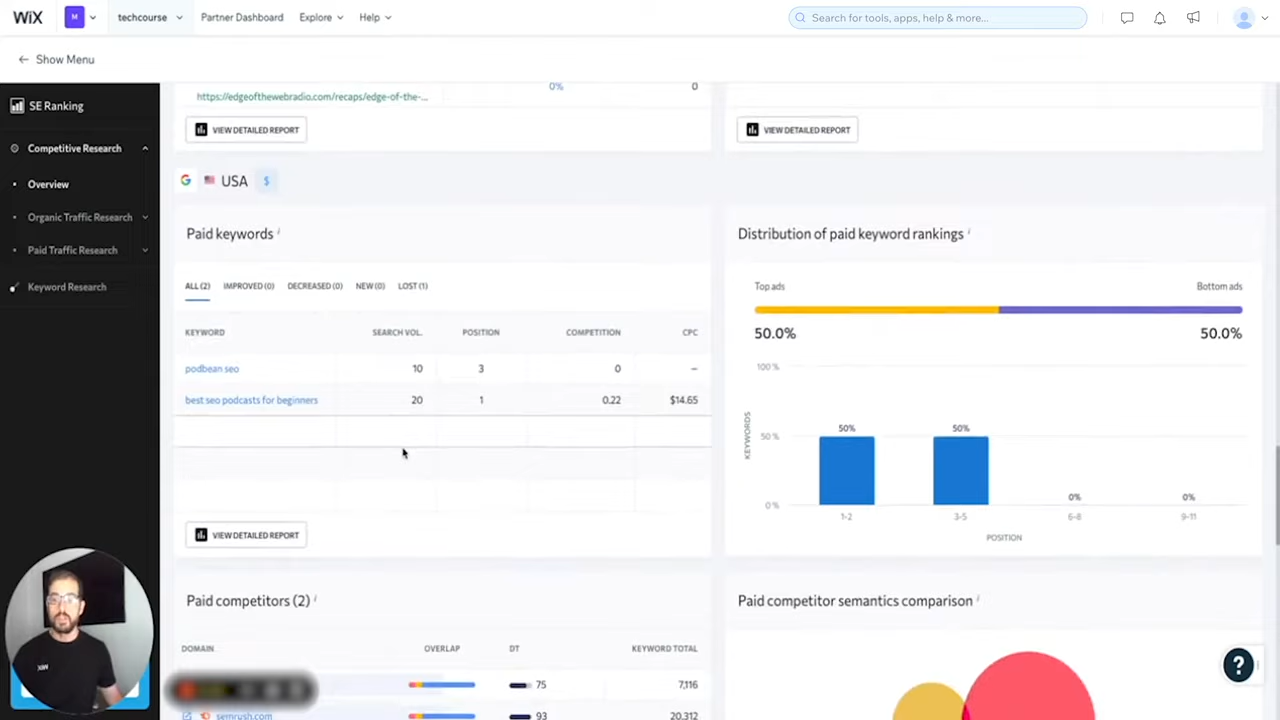 WiX M techcourse Partner Dashboard Explore Help Search for tools, apps, help & more...
Show Menu
SE Ranking
Competitive Research
Overview
Organic Traffic Research
Paid Traffic Research
Keyword Research
https://edgeofthewebradio.com/recaps/edge-of-the-... 0% 0
VIEW DETAILED REPORT
VIEW DETAILED REPORT
G USA $
Paid keywords i
ALL (2) IMPROVED (0) DECREASED (0) NEW (0) LOST (1)
KEYWORD SEARCH VOL. POSITION COMPETITION CPC
podbean seo 10 3 0 –
best seo podcasts for beginners 20 1 0.22 $14.65
VIEW DETAILED REPORT
Distribution of paid keyword rankings i
Top ads Bottom ads
50.0% 50.0%
100 %
50 %
0 %
KEYWORDS
50% 50% 0% 0%
1-2 3-5 6-8 9-11
POSITION
Paid competitors (2) i
DOMAIN OVERLAP DT KEYWORD TOTAL
75 7,116
semrush.com 93 20,312
Paid competitor semantics comparison i
?
WiX